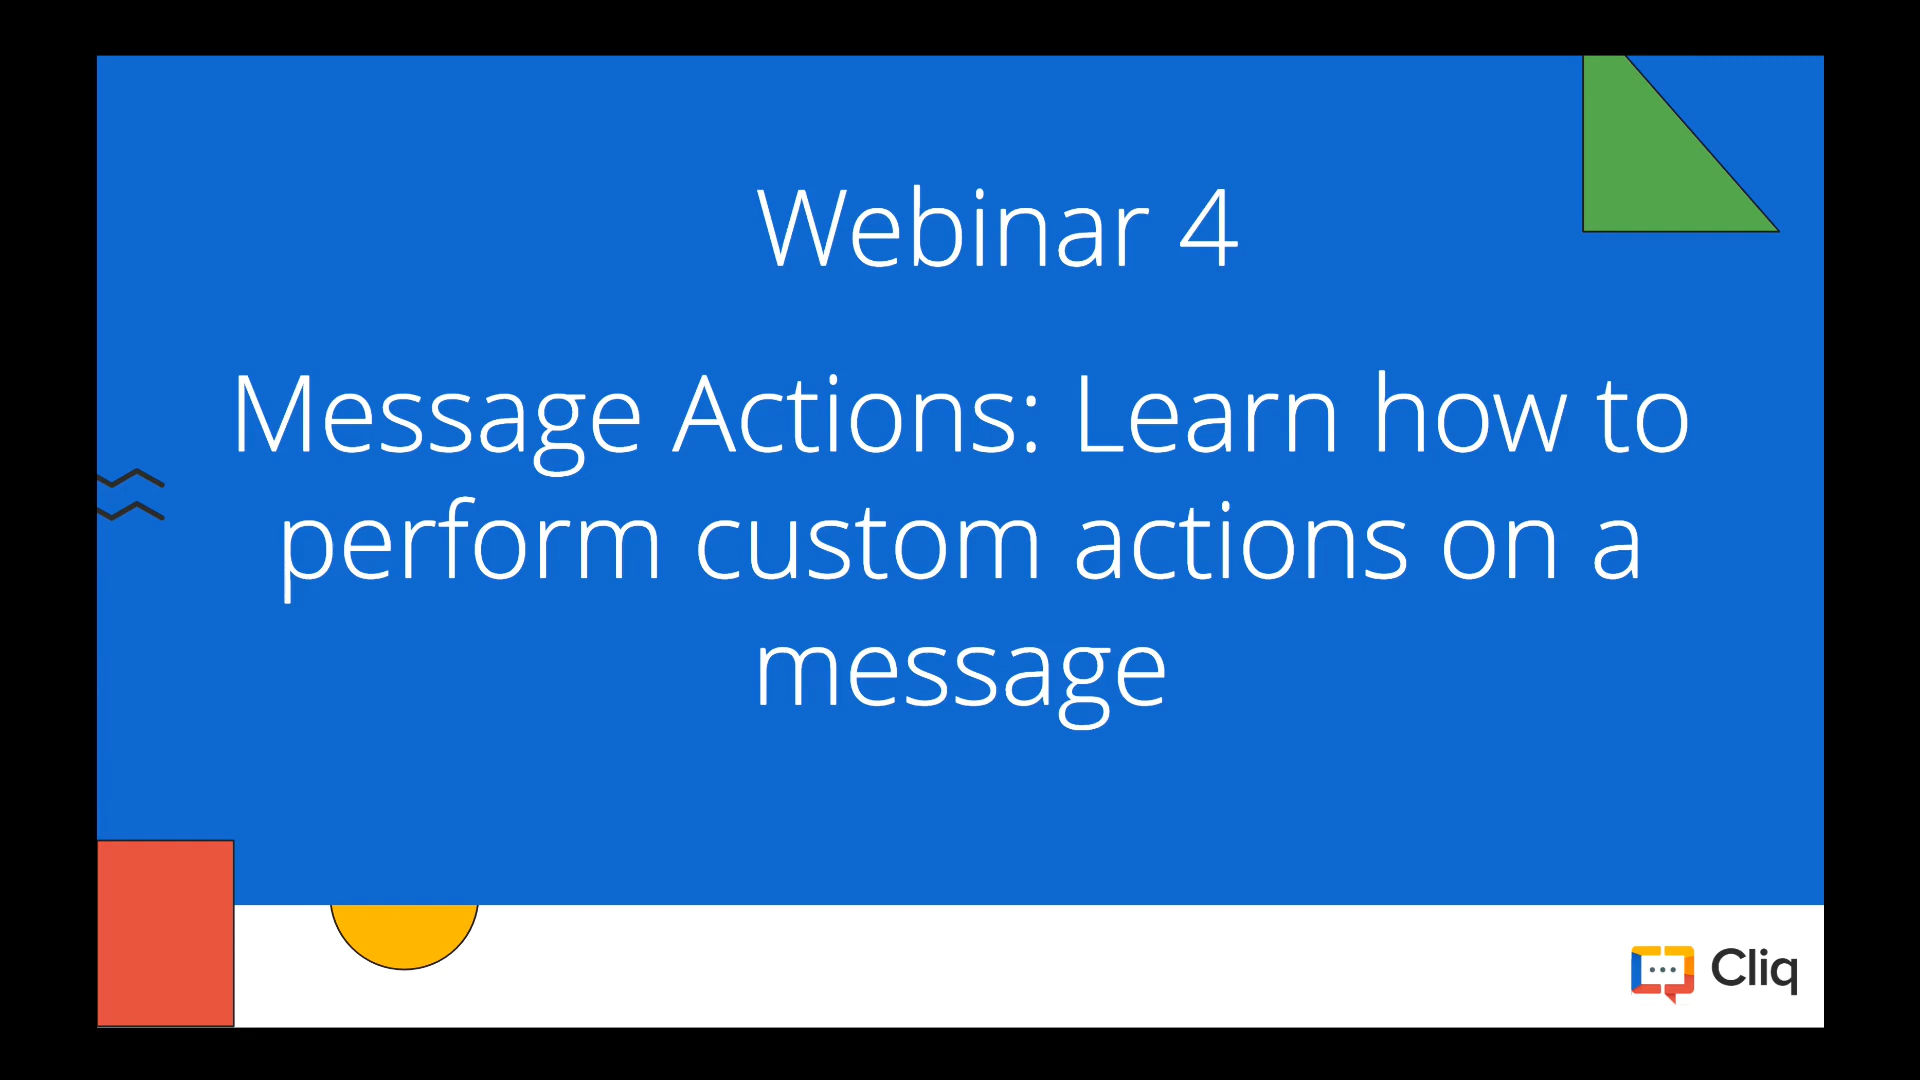 Webinar 4
Message Actions: Learn how to
perform custom actions on a
message
Cliq